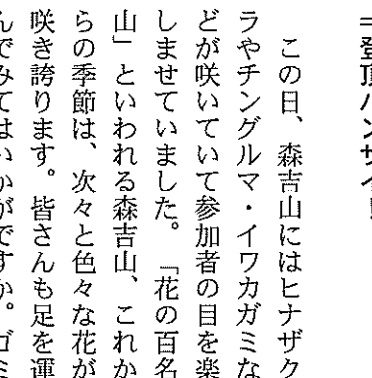 ⇒登頂バンザイ！
この日、森吉山にはヒナザク
ラやチングルマ・イワカガミな
どが咲いていて参加者の目を楽
しませていました。「花の百名
山」といわれる森吉山、これか
らの季節は、次々と色々な花が
咲き誇ります。皆さんも足を運
んでみてはいかがですか。ゴミ